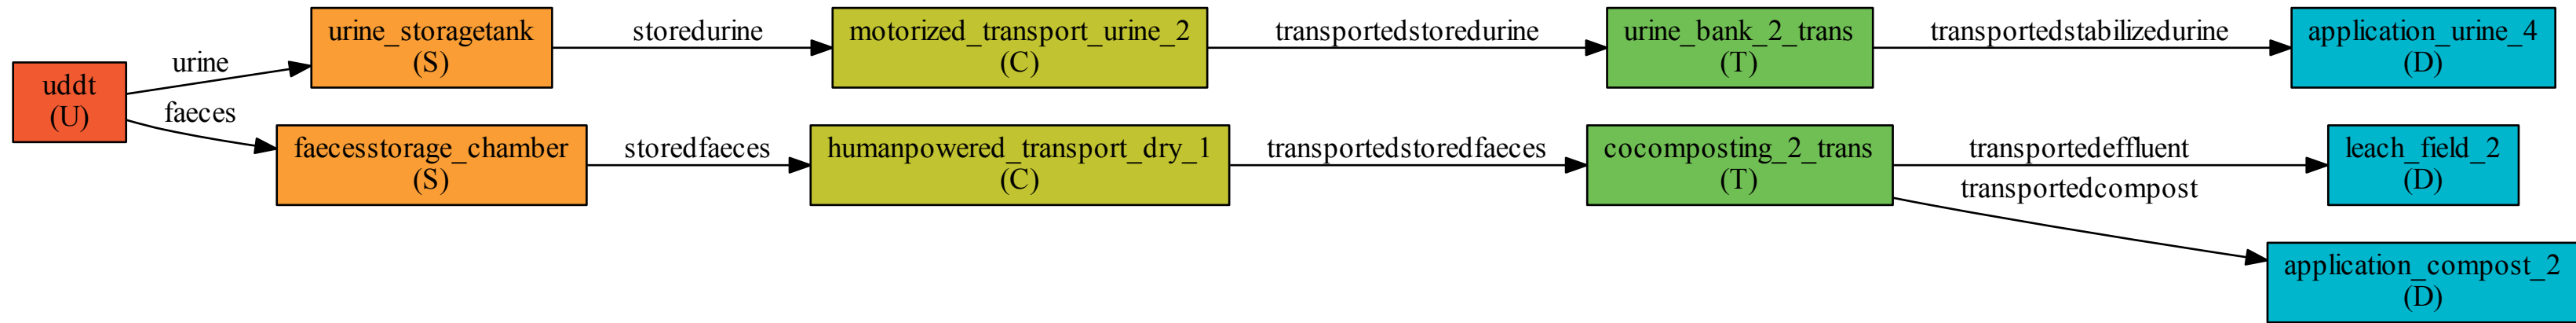 uddt
(U)
urine
faeces
urine_storagetank
(S)
faecesstorage_chamber
(S)
storedurine
storedfaeces
motorized_transport_urine_2
(C)
humanpowered_transport_dry_1
(C)
transportedstoredurine
transportedstoredfaeces
urine_bank_2_trans
(T)
cocomposting_2_trans
(T)
transportedstabilizedurine
transportedeffluent
transportedcompost
application_urine_4
(D)
leach_field_2
(D)
application_compost_2
(D)